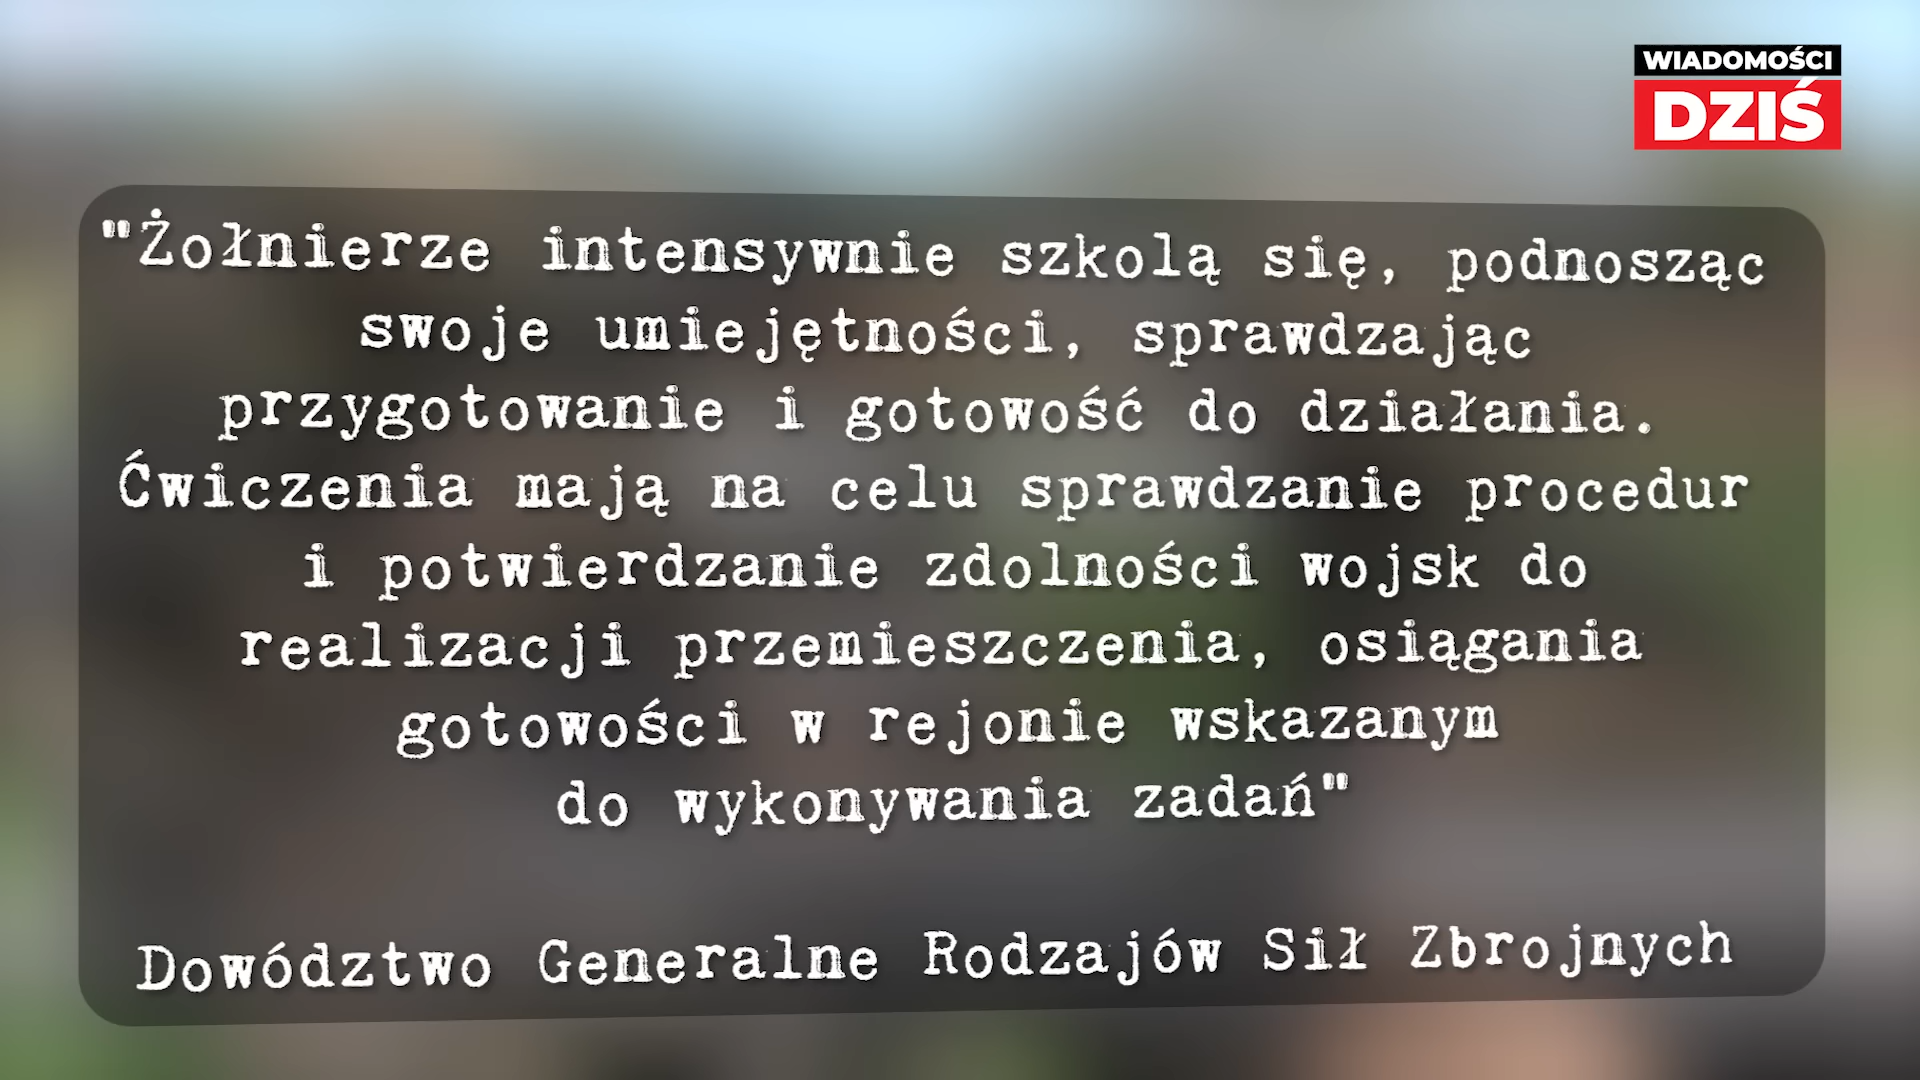 WIADOMOŚCI
DZIŚ
"Żołnierze intensywnie szkolą się, podnosząc
swoje umiejętności, sprawdzając
przygotowanie i gotowość do działania.
Ćwiczenia mają na celu sprawdzanie procedur
i potwierdzanie zdolności wojsk do
realizacji przemieszczenia, osiągania
gotowości w rejonie wskazanym
do wykonywania zadań"
Dowództwo Generalne Rodzajów Sił Zbrojnych